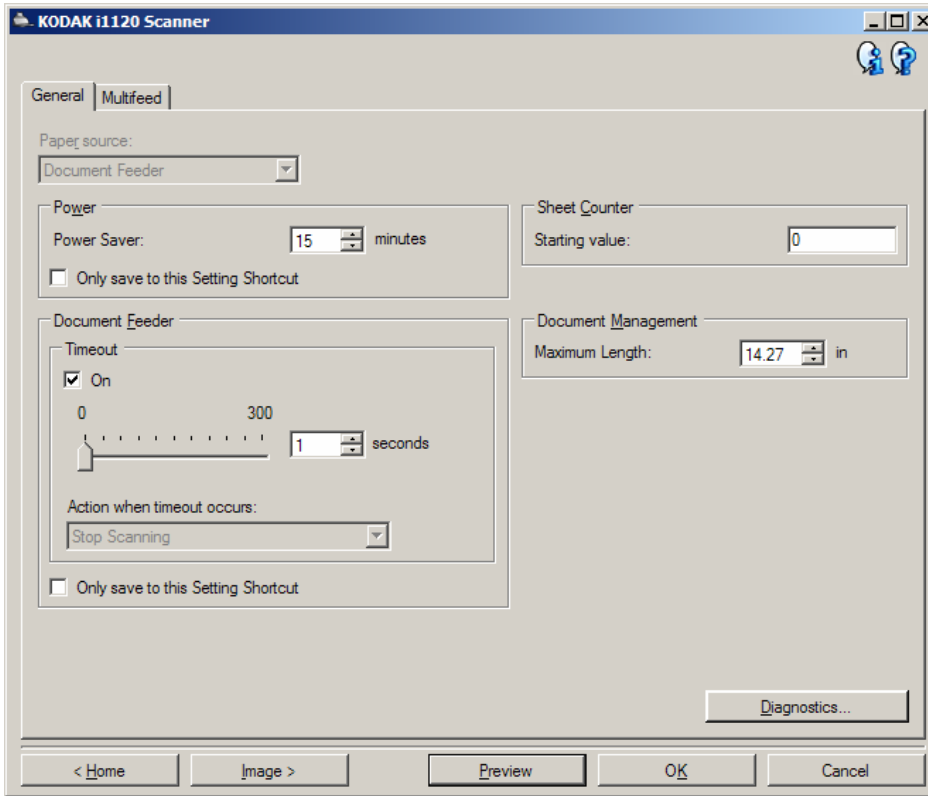 KODAK i1120 Scanner
General
Multifeed
Paper source:
Document Feeder
Power
Power Saver:
15
minutes
Only save to this Setting Shortcut
Sheet Counter
Starting value:
0
Document Feeder
Timeout
On
0 300
1
seconds
Action when timeout occurs:
Stop Scanning
Only save to this Setting Shortcut
Document Management
Maximum Length:
14.27
in
Diagnostics...
< Home
Image >
Preview
OK
Cancel